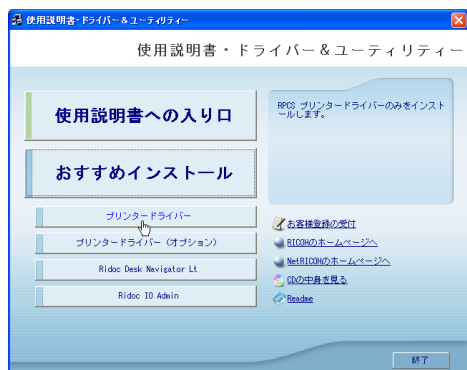 使用説明書・ドライバー＆ユーティリティー
使用説明書・ドライバー＆ユーティリティー
使用説明書への入り口
おすすめインストール
プリンタードライバー
プリンタードライバー（オプション）
Ridoc Desk Navigator Lt
Ridoc IO Admin
RPCS プリンタードライバーのみをインスト
ールします。
お客様登録の受付
RICOHのホームページへ
NetRICOHのホームページへ
CDの中身を見る
Readme
終了